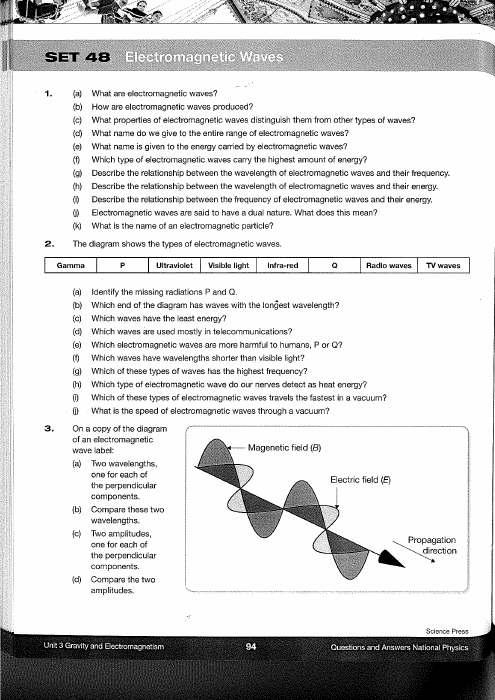 SET 48 Electromagnetic Waves
1. (a) What are electromagnetic waves?
(b) How are electromagnetic waves produced?
(c) What properties of electromagnetic waves distinguish them from other types of waves?
(d) What name do we give to the entire range of electromagnetic waves?
(e) What name is given to the energy carried by electromagnetic waves?
(f) Which type of electromagnetic waves carry the highest amount of energy?
(g) Describe the relationship between the wavelength of electromagnetic waves and their frequency.
(h) Describe the relationship between the wavelength of electromagnetic waves and their energy.
(i) Describe the relationship between the frequency of electromagnetic waves and their energy.
(j) Electromagnetic waves are said to have a dual nature. What does this mean?
(k) What is the name of an electromagnetic particle?
2. The diagram shows the types of electromagnetic waves.
Gamma P Ultraviolet Visible light Infra-red Q Radio waves TV waves
(a) Identify the missing radiations P and Q.
(b) Which end of the diagram has waves with the longest wavelength?
(c) Which waves have the least energy?
(d) Which waves are used mostly in telecommunications?
(e) Which electromagnetic waves are more harmful to humans, P or Q?
(f) Which waves have wavelengths shorter than visible light?
(g) Which of these types of waves has the highest frequency?
(h) Which type of electromagnetic wave do our nerves detect as heat energy?
(i) Which of these types of electromagnetic waves travels the fastest in a vacuum?
(j) What is the speed of electromagnetic waves through a vacuum?
3. On a copy of the diagram
of an electromagnetic
wave label:
(a) Two wavelengths,
one for each of
the perpendicular
components.
(b) Compare these two
wavelengths.
(c) Two amplitudes,
one for each of
the perpendicular
components.
(d) Compare the two
amplitudes.
Magenetic field (B)
Electric field (E)
Propagation
direction
Science Press
Unit 3 Gravity and Electromagnetism 94 Questions and Answers National Physics